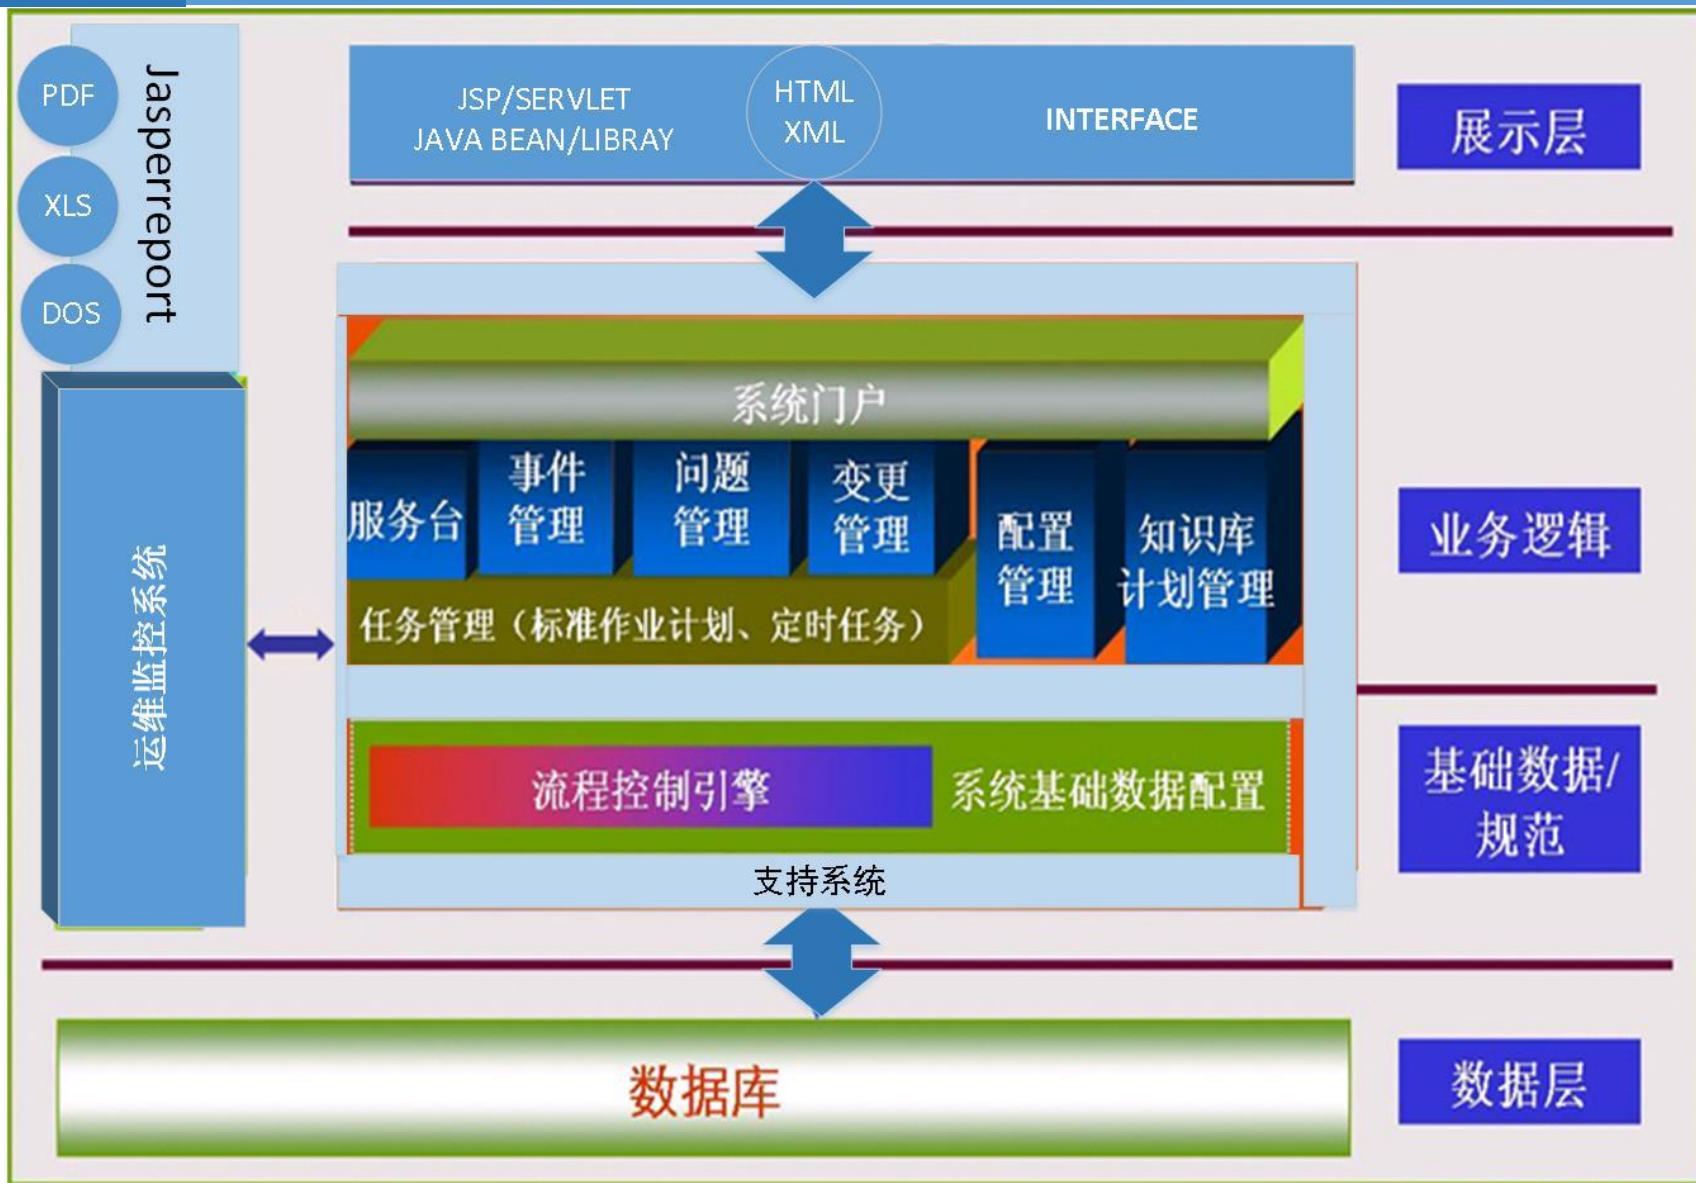 PDF
XLS
DOS
Jasperreport
JSP/SERVLET
JAVA BEAN/LIBRAY
HTML
XML
INTERFACE
展示层
系统门户
服务台
事件
管理
问题
管理
变更
管理
配置
管理
知识库
计划管理
任务管理（标准作业计划、定时任务）
业务逻辑
运维监控系统
流程控制引擎
系统基础数据配置
基础数据/
规范
支持系统
数据库
数据层